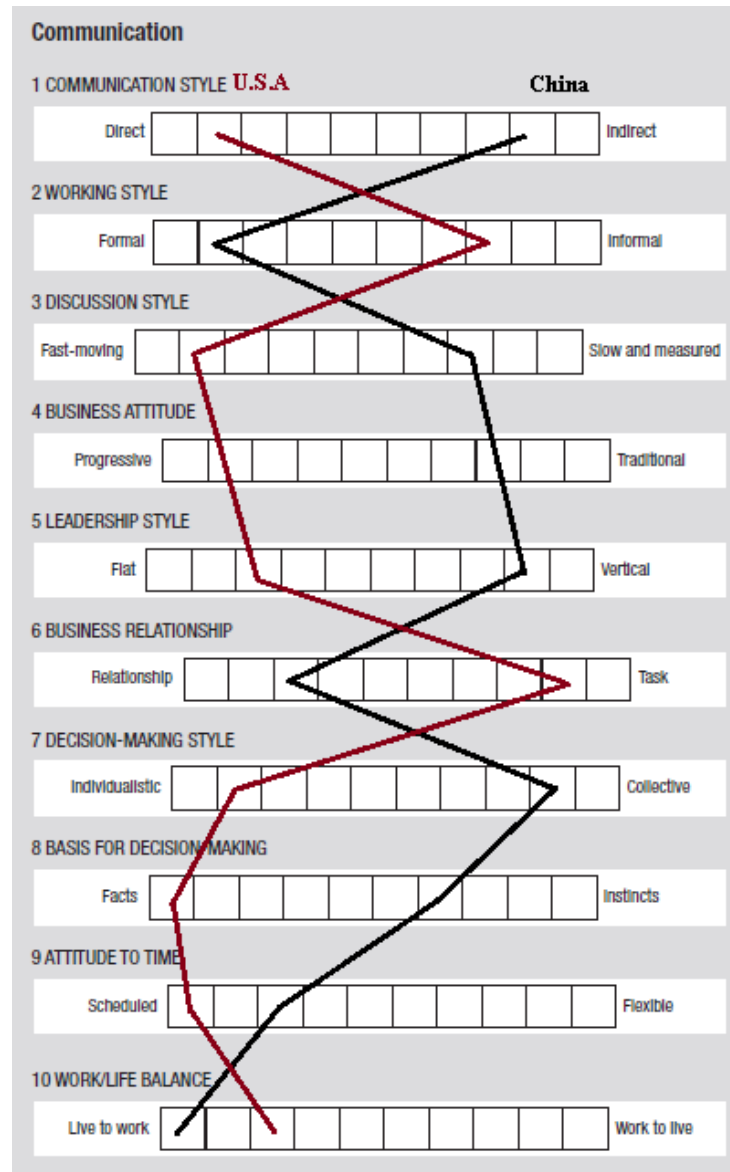 Communication
1 COMMUNICATION STYLE U.S.A China
Direct Indirect
2 WORKING STYLE
Formal Informal
3 DISCUSSION STYLE
Fast-moving Slow and measured
4 BUSINESS ATTITUDE
Progressive Traditional
5 LEADERSHIP STYLE
Flat Vertical
6 BUSINESS RELATIONSHIP
Relationship Task
7 DECISION-MAKING STYLE
Individualistic Collective
8 BASIS FOR DECISION-MAKING
Facts Instincts
9 ATTITUDE TO TIME
Scheduled Flexible
10 WORK/LIFE BALANCE
Live to work Work to live